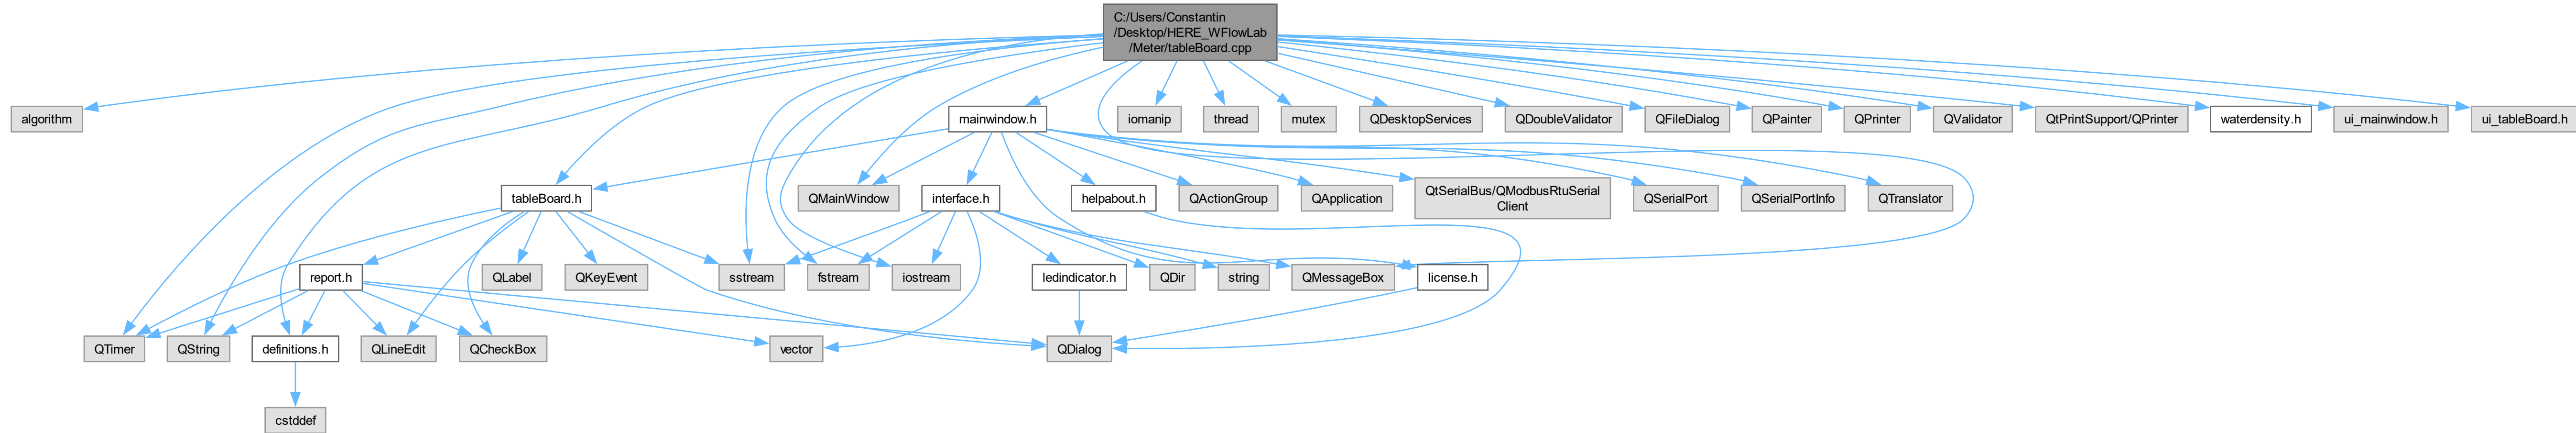 C:/Users/Constantin
/Desktop/HERE_WFlowLab
/Meter/tableBoard.cpp
algorithm
mainwindow.h
iomanip
thread
mutex
QDesktopServices
QDoubleValidator
QFileDialog
QPainter
QPrinter
QValidator
QtPrintSupport/QPrinter
waterdensity.h
ui_mainwindow.h
ui_tableBoard.h
tableBoard.h
QMainWindow
interface.h
helpabout.h
QActionGroup
QApplication
QtSerialBus/QModbusRtuSerial
Client
QSerialPort
QSerialPortInfo
QTranslator
report.h
QLabel
QKeyEvent
sstream
fstream
iostream
ledindicator.h
QDir
string
QMessageBox
license.h
QTimer
QString
definitions.h
QLineEdit
QCheckBox
vector
QDialog
cstddef